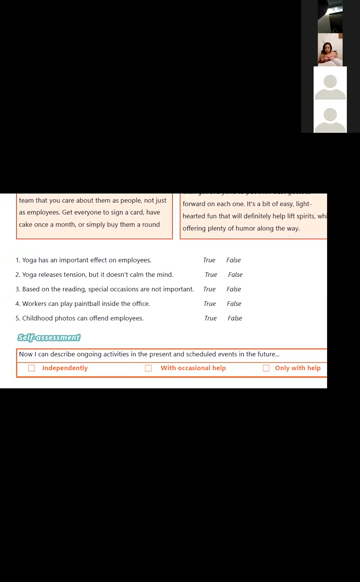 team that you care about them as people, not just
as employees. Get everyone to sign a card, have
cake once a month, or simply buy them a round
forward on each one. It's a bit of easy, light-
hearted fun that will definitely help lift spirits, whi
offering plenty of humor along the way.
1. Yoga has an important effect on employees. True False
2. Yoga releases tension, but it doesn't calm the mind. True False
3. Based on the reading, special occasions are not important. True False
4. Workers can play paintball inside the office. True False
5. Childhood photos can offend employees. True False
Self-assessment
Now I can describe ongoing activities in the present and scheduled events in the future...
Independently With occasional help Only with help